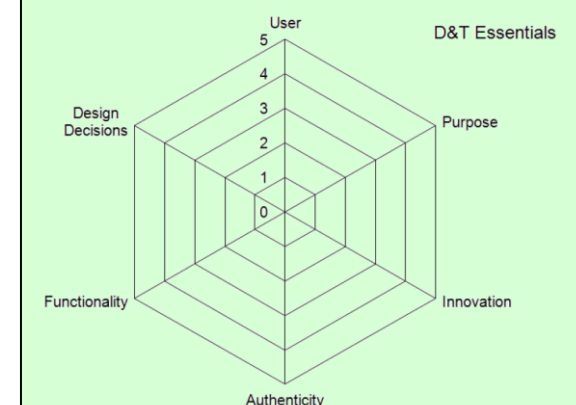 User
D&T Essentials
5
4
Design
Decisions
Purpose
3
2
1
0
Functionality
Innovation
Authenticity